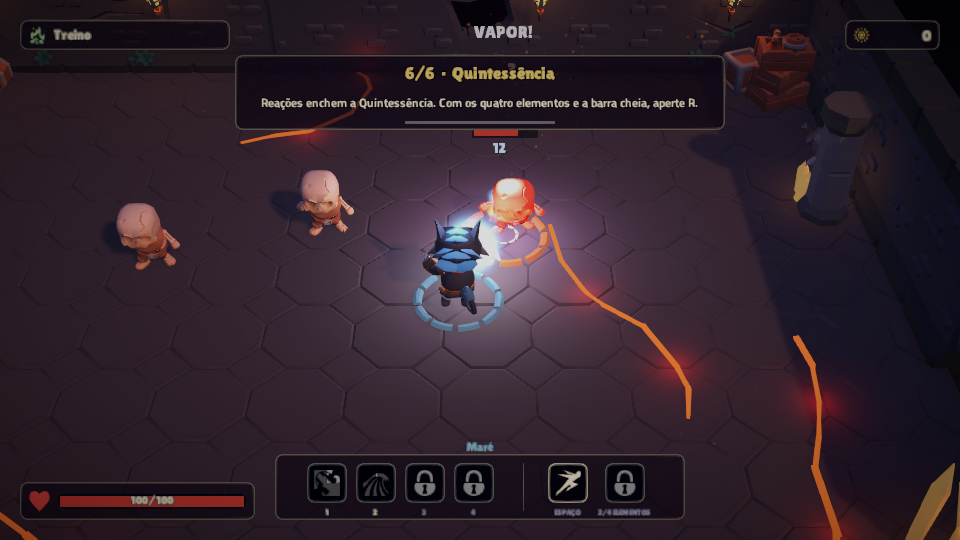 Treino
VAPOR!
0
6/6 · Quintessência
Reações enchem a Quintessência. Com os quatro elementos e a barra cheia, aperte R.
12
Maré
1
2
3
4
ESPAÇO
2/4 ELEMENTOS
100/100